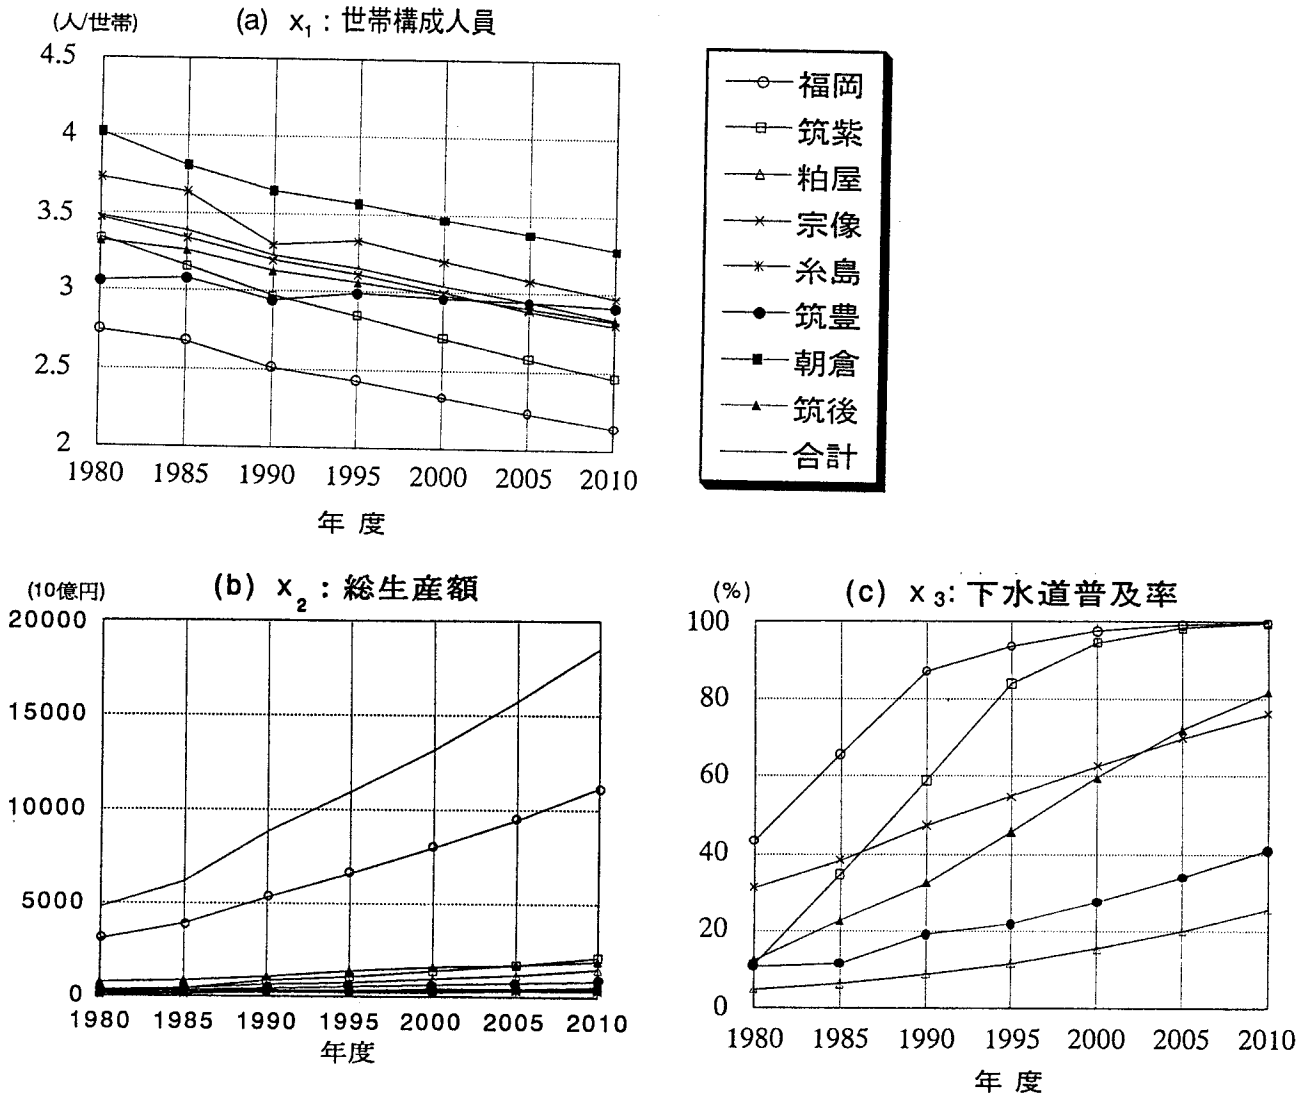 (人/世帯)
(a) x₁ : 世帯構成人員
4.5
4
3.5
3
2.5
2
1980 1985 1990 1995 2000 2005 2010
年 度
福岡
筑紫
粕屋
宗像
糸島
筑豊
朝倉
筑後
合計
(10億円)
(b) x₂ : 総生産額
20000
15000
10000
5000
0
1980 1985 1990 1995 2000 2005 2010
年度
(%)
(c) x₃: 下水道普及率
100
80
60
40
20
0
1980 1985 1990 1995 2000 2005 2010
年 度